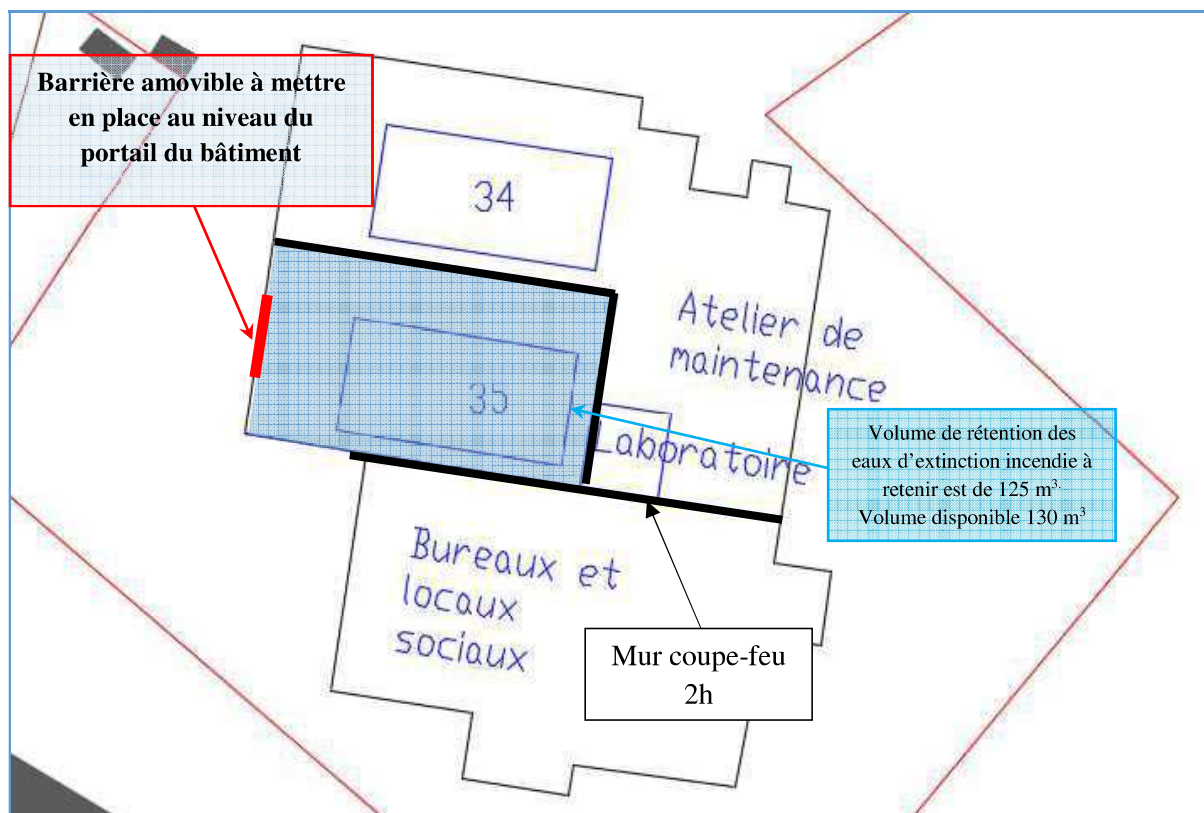 Barrière amovible à mettre
en place au niveau du
portail du bâtiment
34
Atelier de
maintenance
35
Laboratoire
Volume de rétention des
eaux d'extinction incendie à
retenir est de 125 m³.
Volume disponible 130 m³
Bureaux et
locaux
sociaux
Mur coupe-feu
2h